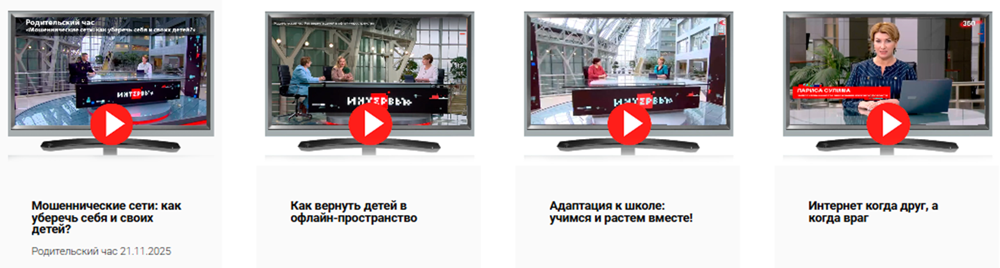 Родительский час
«Мошеннические сети: как уберечь себя и своих детей?»
ИНТЕРВЬЮ
ИНТЕРВЬЮ
ИНТЕРВЬЮ
360
ЛАРИСА СУЛИМА
Мошеннические сети: как
уберечь себя и своих
детей?
Родительский час 21.11.2025
Как вернуть детей в
офлайн-пространство
Адаптация к школе:
учимся и растем вместе!
Интернет когда друг, а
когда враг